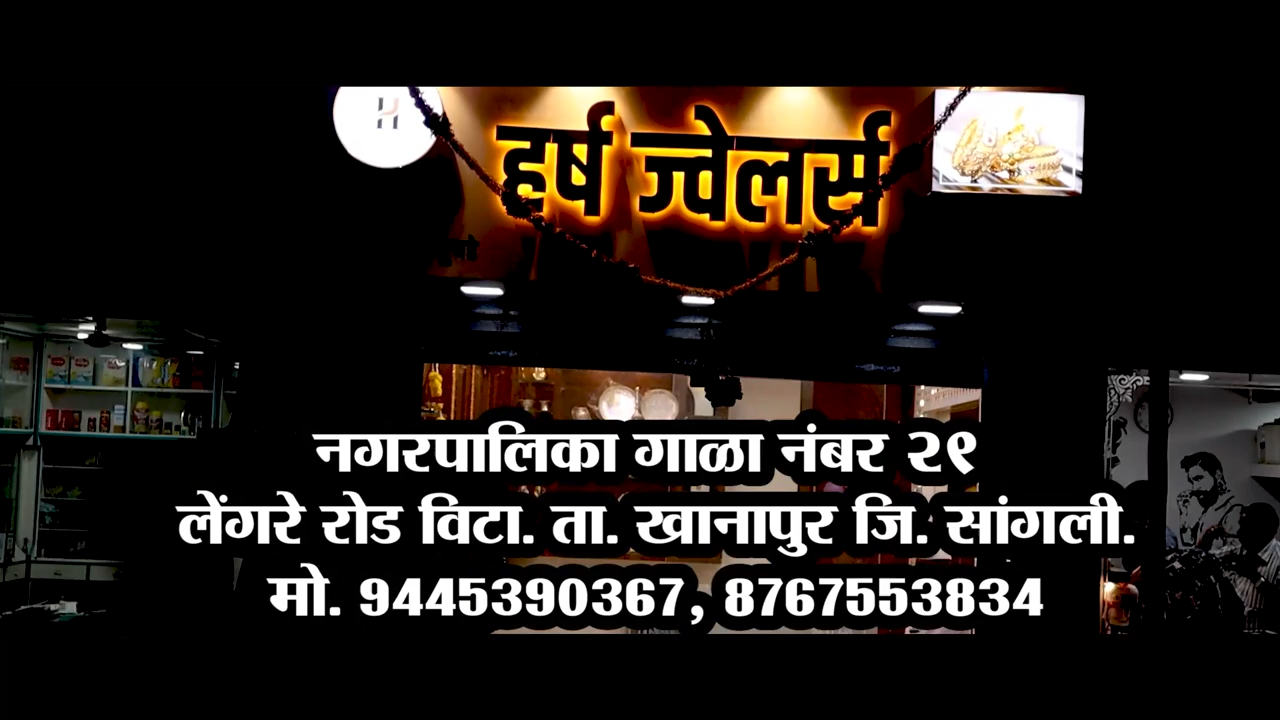 H
हर्ष ज्वेलर्स
नगरपालिका गाळा नंबर २९
लेंगरे रोड विटा. ता. खानापुर जि. सांगली.
मो. 9445390367, 8767553834